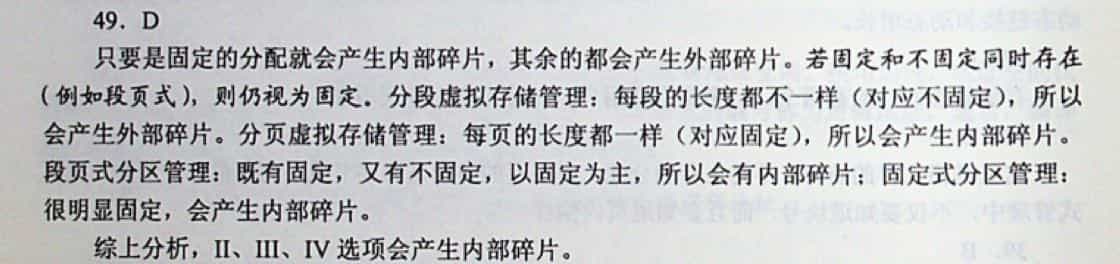 49. D
只要是固定的分配就会产生内部碎片，其余的都会产生外部碎片。若固定和不固定同时存在
(例如段页式)，则仍视为固定。分段虚拟存储管理：每段的长度都不一样（对应不固定），所以
会产生外部碎片。分页虚拟存储管理：每页的长度都一样（对应固定），所以会产生内部碎片。
段页式分区管理：既有固定，又有不固定，以固定为主，所以会有内部碎片；固定式分区管理：
很明显固定，会产生内部碎片。
综上分析，II、III、IV 选项会产生内部碎片。